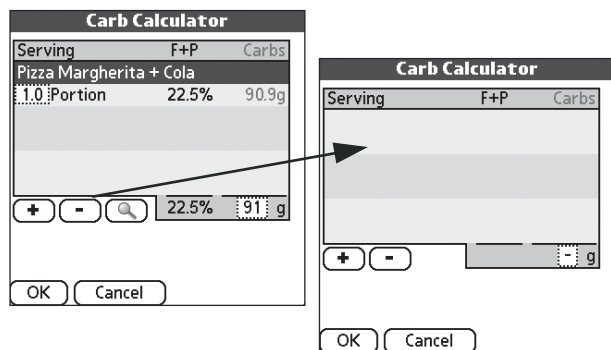 Carb Calculator
Serving F+P Carbs
Pizza Margherita + Cola
1.0 Portion 22.5% 90.9g
+ - 22.5% 91 g
OK Cancel
Carb Calculator
Serving F+P Carbs
+ - - g
OK Cancel